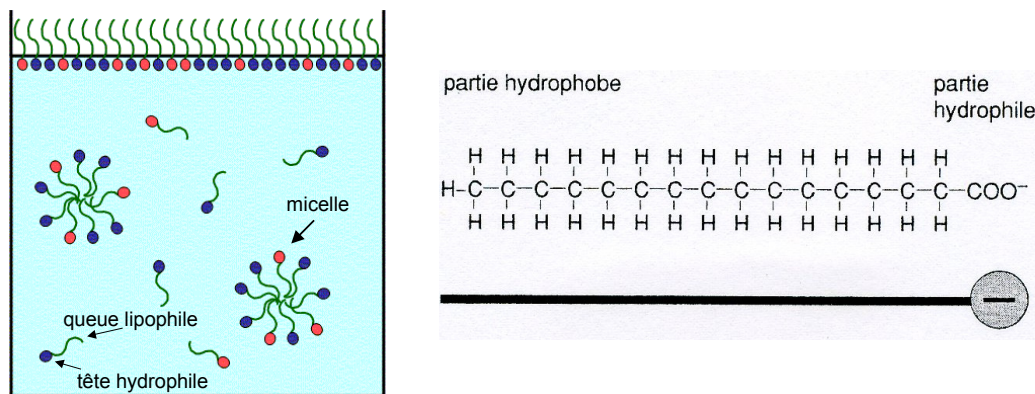 micelle
queue lipophile
tête hydrophile
partie hydrophobe
partie
hydrophile
H H H H H H H H H H H H H H H
H–C–C–C–C–C–C–C–C–C–C–C–C–C–C–C–COO⁻
H H H H H H H H H H H H H H H
–